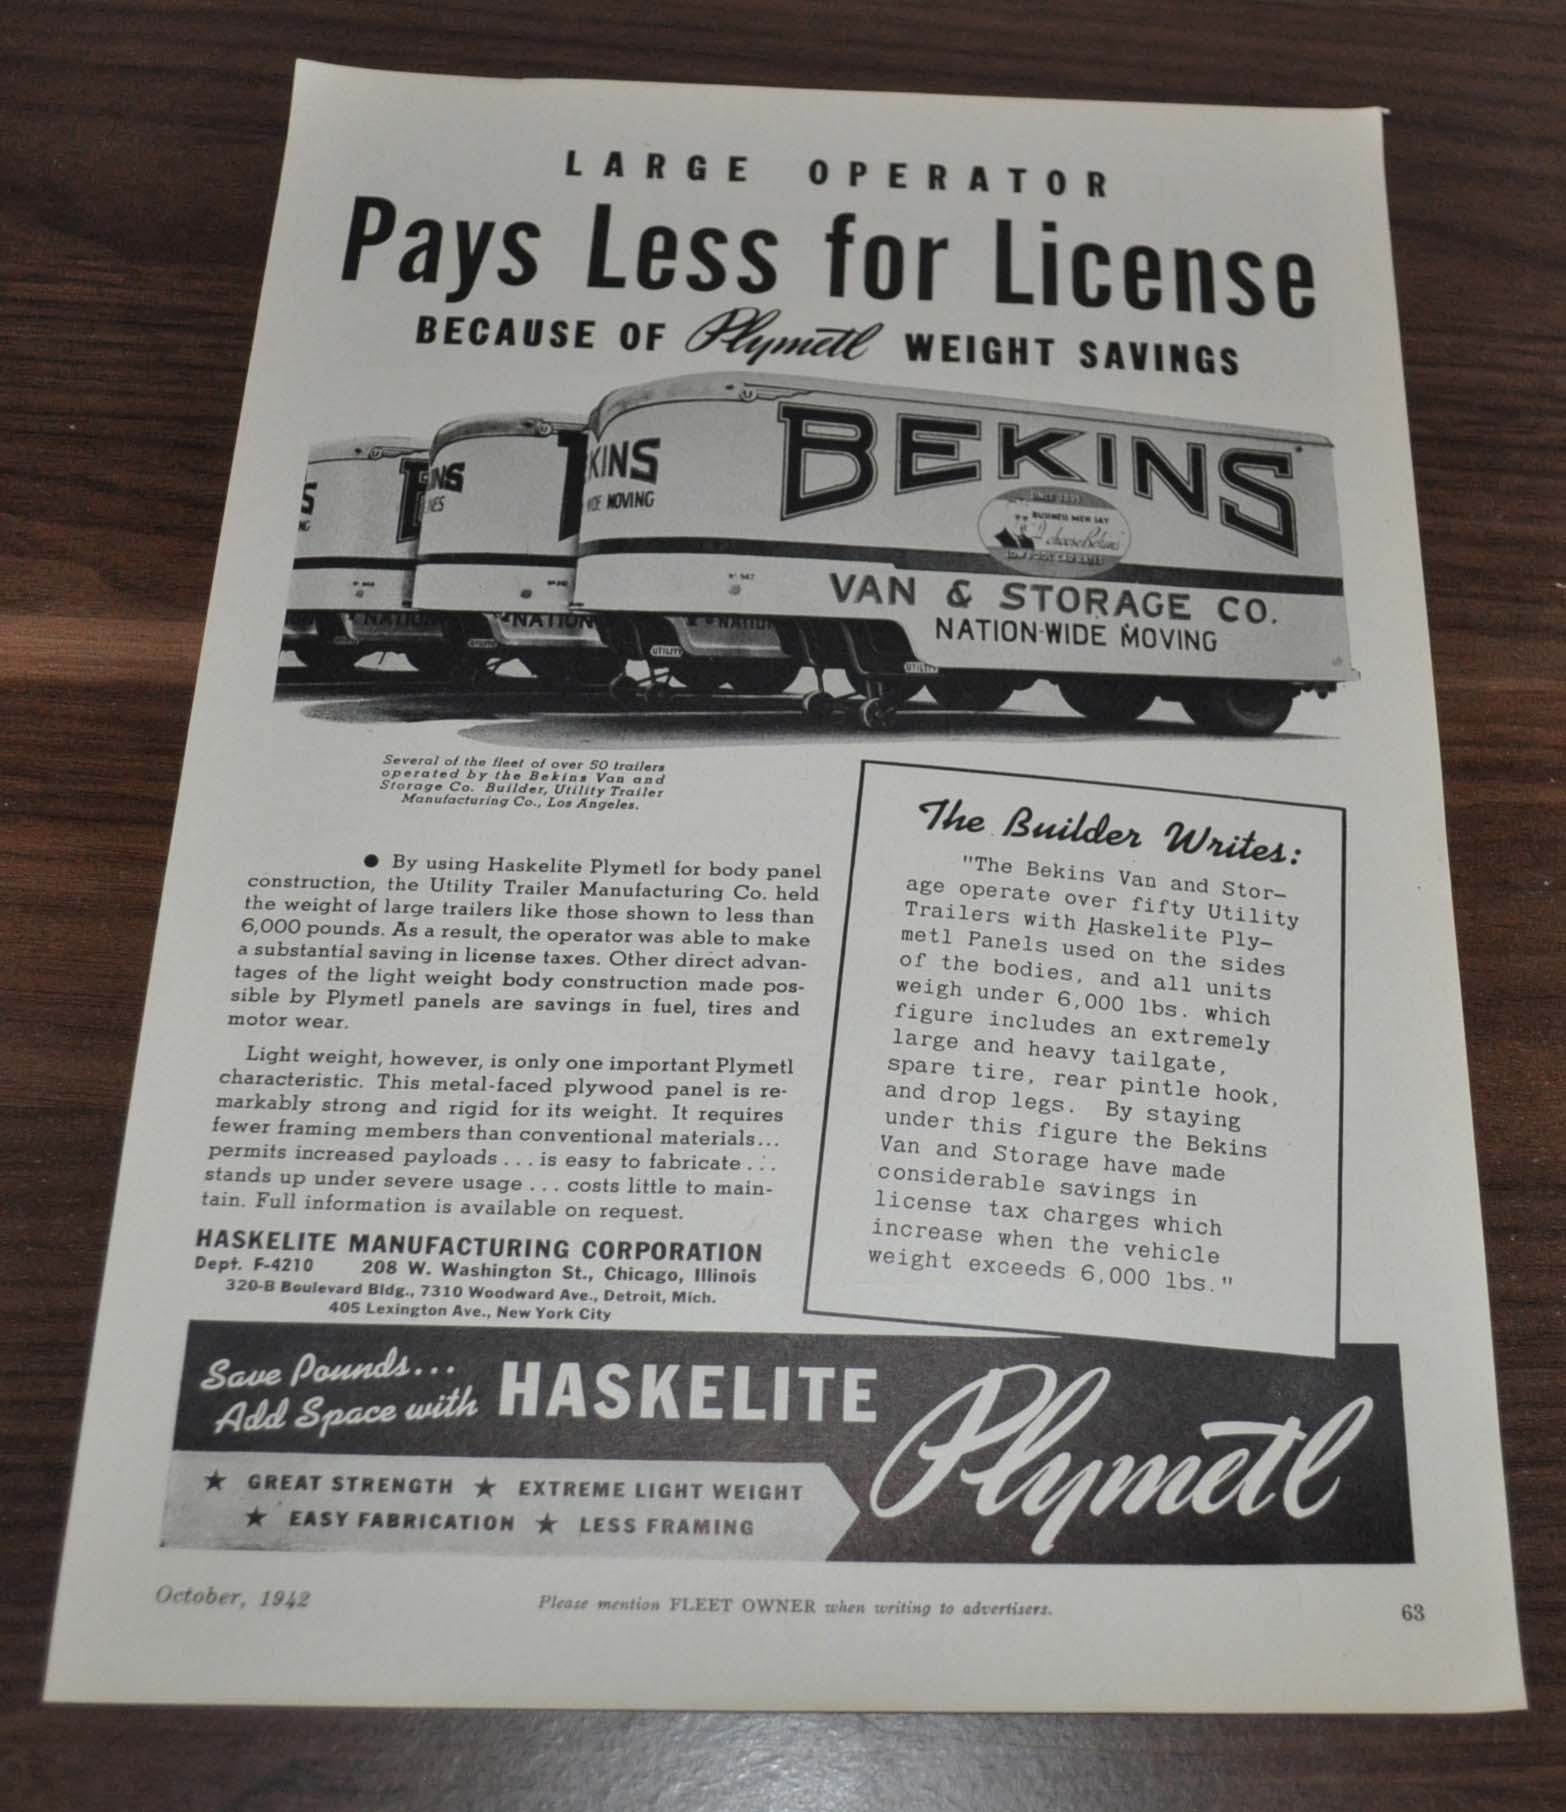 LARGE OPERATOR
Pays Less for License
BECAUSE OF Plymetl WEIGHT SAVINGS
BEKINS
KINS
MOVING
INS
VAN & STORAGE CO.
NATION-WIDE MOVING
UTILITY
UTILITY
Several of the fleet of over 50 trailers
operated by the Bekins Van and
Storage Co. Builder, Utility Trailer
Manufacturing Co., Los Angeles.
● By using Haskelite Plymetl for body panel
construction, the Utility Trailer Manufacturing Co. held
the weight of large trailers like those shown to less than
6,000 pounds. As a result, the operator was able to make
a substantial saving in license taxes. Other direct advan-
tages of the light weight body construction made pos-
sible by Plymetl panels are savings in fuel, tires and
motor wear.
Light weight, however, is only one important Plymetl
characteristic. This metal-faced plywood panel is re-
markably strong and rigid for its weight. It requires
fewer framing members than conventional materials...
permits increased payloads . . . is easy to fabricate . . .
stands up under severe usage . . . costs little to main-
tain. Full information is available on request.
HASKELITE MANUFACTURING CORPORATION
Dept. F-4210 208 W. Washington St., Chicago, Illinois
320-B Boulevard Bldg., 7310 Woodward Ave., Detroit, Mich.
405 Lexington Ave., New York City
The Builder Writes:
"The Bekins Van and Stor-
age operate over fifty Utility
Trailers with Haskelite Ply-
metl Panels used on the sides
of the bodies, and all units
weigh under 6,000 lbs. which
figure includes an extremely
large and heavy tailgate,
spare tire, rear pintle hook,
and drop legs. By staying
under this figure the Bekins
Van and Storage have made
considerable savings in
license tax charges which
increase when the vehicle
weight exceeds 6,000 lbs."
Save Pounds...
Add Space with HASKELITE Plymetl
★ GREAT STRENGTH ★ EXTREME LIGHT WEIGHT
★ EASY FABRICATION ★ LESS FRAMING
October, 1942
Please mention FLEET OWNER when writing to advertisers.
63